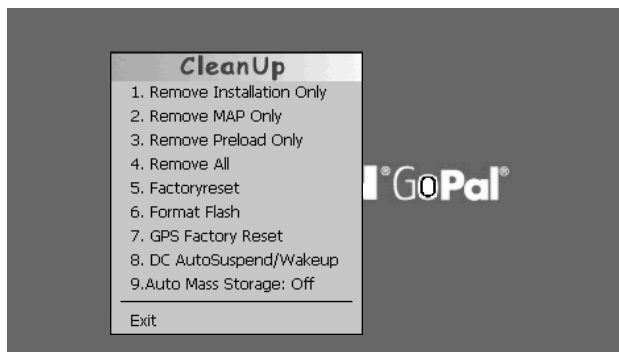 CleanUp
1. Remove Installation Only
2. Remove MAP Only
3. Remove Preload Only
4. Remove All
5. Factoryreset
6. Format Flash
7. GPS Factory Reset
8. DC AutoSuspend/Wakeup
9.Auto Mass Storage: Off
Exit
®GoPal®